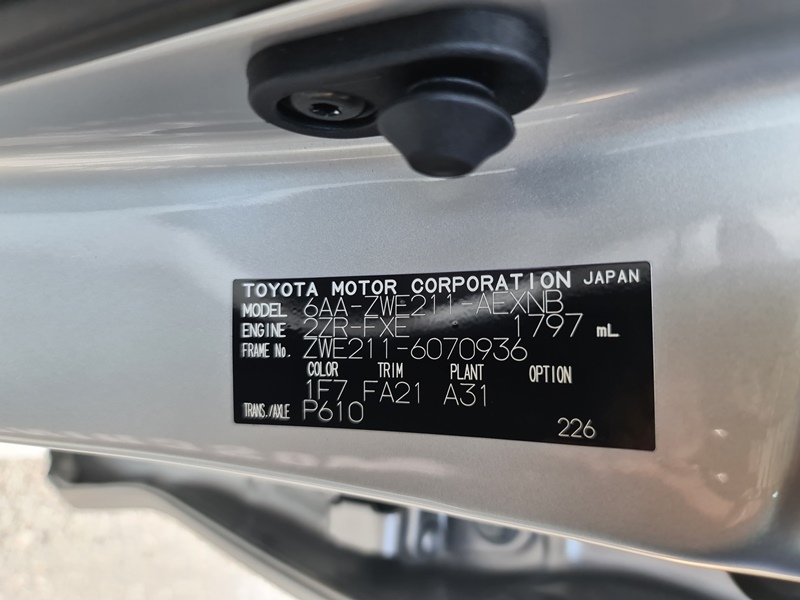 TOYOTA MOTOR CORPORATION JAPAN
MODEL 6AA-ZWE211-AEXNB
ENGINE 2ZR-FXE 1797 mL
FRAME No. ZWE211-6070936
COLOR TRIM PLANT OPTION
1F7 FA21 A31
TRANS./AXLE P610
226